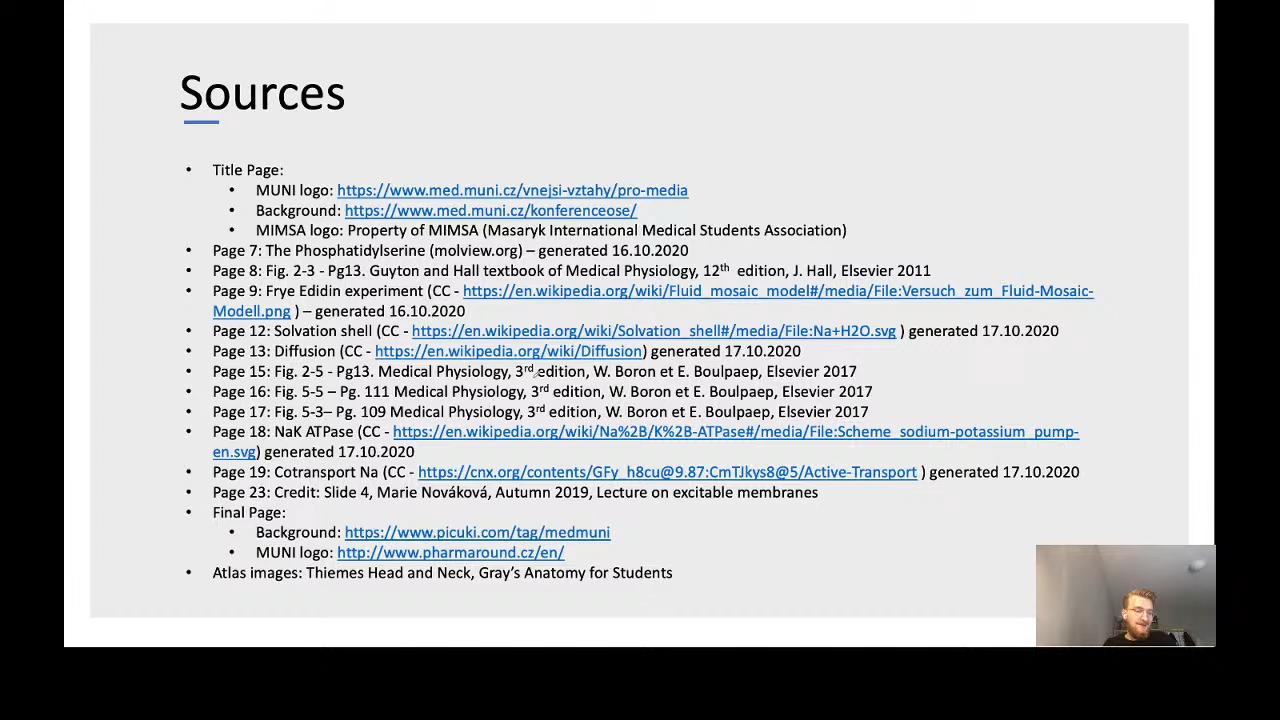 Sources
• Title Page:
• MUNI logo: https://www.med.muni.cz/vnejsi-vztahy/pro-media
• Background: https://www.med.muni.cz/konferenceose/
• MIMSA logo: Property of MIMSA (Masaryk International Medical Students Association)
• Page 7: The Phosphatidylserine (molview.org) – generated 16.10.2020
• Page 8: Fig. 2-3 - Pg13. Guyton and Hall textbook of Medical Physiology, 12th edition, J. Hall, Elsevier 2011
• Page 9: Frye Edidin experiment (CC - https://en.wikipedia.org/wiki/Fluid_mosaic_model#/media/File:Versuch_zum_Fluid-Mosaic-
Modell.png ) – generated 16.10.2020
• Page 12: Solvation shell (CC - https://en.wikipedia.org/wiki/Solvation_shell#/media/File:Na+H2O.svg ) generated 17.10.2020
• Page 13: Diffusion (CC - https://en.wikipedia.org/wiki/Diffusion) generated 17.10.2020
• Page 15: Fig. 2-5 - Pg13. Medical Physiology, 3rd edition, W. Boron et E. Boulpaep, Elsevier 2017
• Page 16: Fig. 5-5 – Pg. 111 Medical Physiology, 3rd edition, W. Boron et E. Boulpaep, Elsevier 2017
• Page 17: Fig. 5-3– Pg. 109 Medical Physiology, 3rd edition, W. Boron et E. Boulpaep, Elsevier 2017
• Page 18: NaK ATPase (CC - https://en.wikipedia.org/wiki/Na%2B/K%2B-ATPase#/media/File:Scheme_sodium-potassium_pump-
en.svg) generated 17.10.2020
• Page 19: Cotransport Na (CC - https://cnx.org/contents/GFy_h8cu@9.87:CmTJkys8@5/Active-Transport ) generated 17.10.2020
• Page 23: Credit: Slide 4, Marie Nováková, Autumn 2019, Lecture on excitable membranes
• Final Page:
• Background: https://www.picuki.com/tag/medmuni
• MUNI logo: http://www.pharmaround.cz/en/
• Atlas images: Thiemes Head and Neck, Gray’s Anatomy for Students